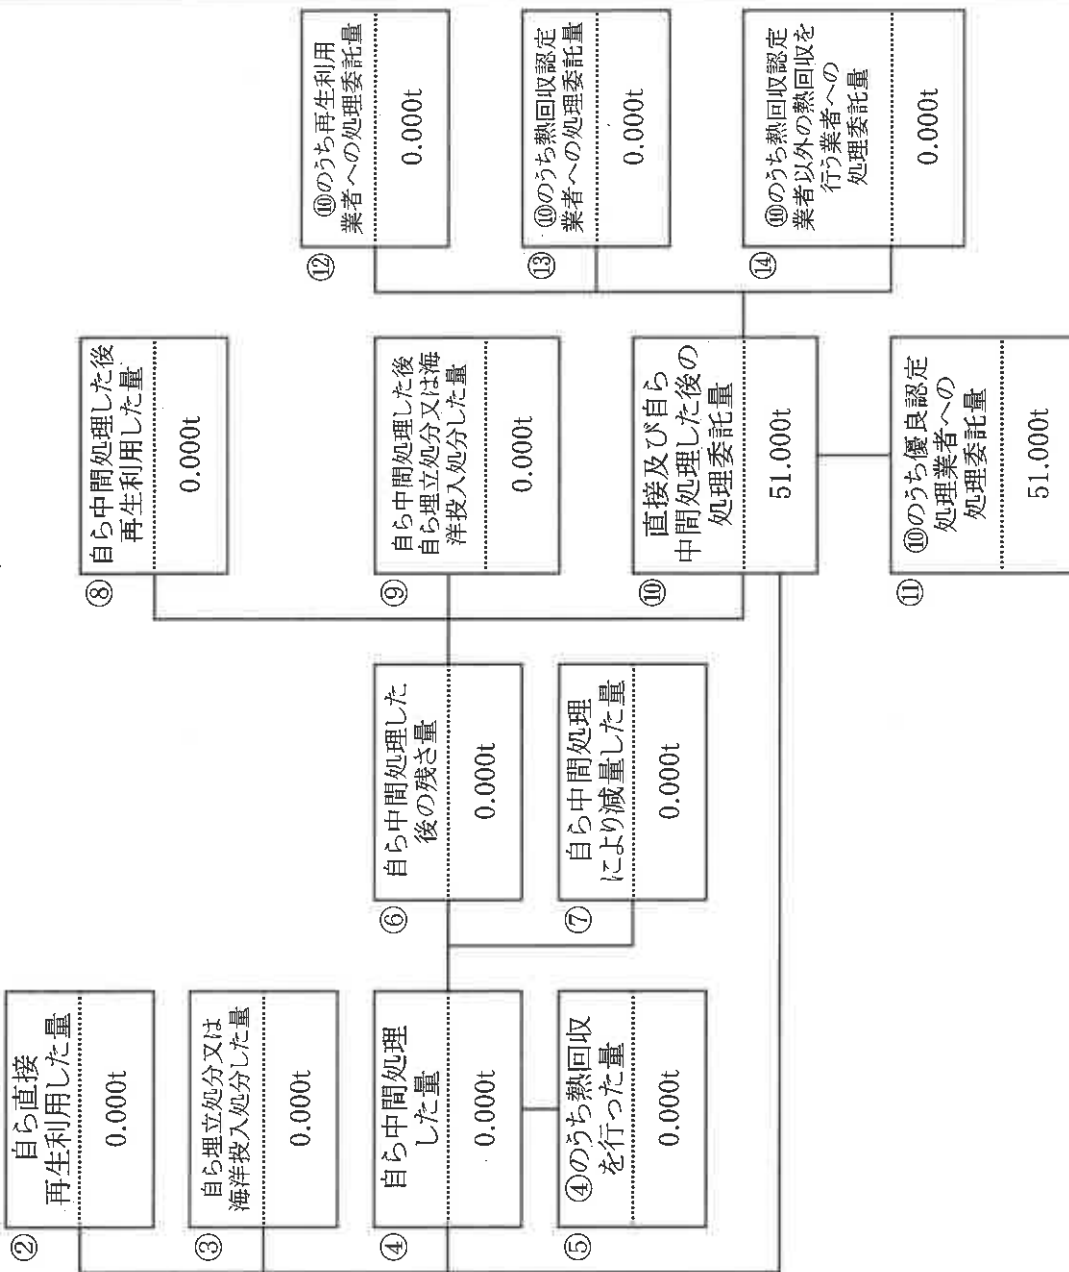 ②
自ら直接
再生利用した量
0.000t
③
自ら埋立処分又は
海洋投入処分した量
0.000t
④
自ら中間処理
した量
0.000t
⑤
④のうち熱回収
を行った量
0.000t
⑥
自ら中間処理した
後の残さ量
0.000t
⑦
自ら中間処理
により減量した量
0.000t
⑧
自ら中間処理した後
再生利用した量
0.000t
⑨
自ら中間処理した後
自ら埋立処分又は海
洋投入処分した量
0.000t
⑩
直接及び自ら
中間処理した後の
処理委託量
51.000t
⑪
⑩のうち優良認定
処理業者への
処理委託量
51.000t
⑫
⑩のうち再生利用
業者への処理委託量
0.000t
⑬
⑩のうち熱回収認定
業者への処理委託量
0.000t
⑭
⑩のうち熱回収認定
業者以外の熱回収を
行う業者への
処理委託量
0.000t